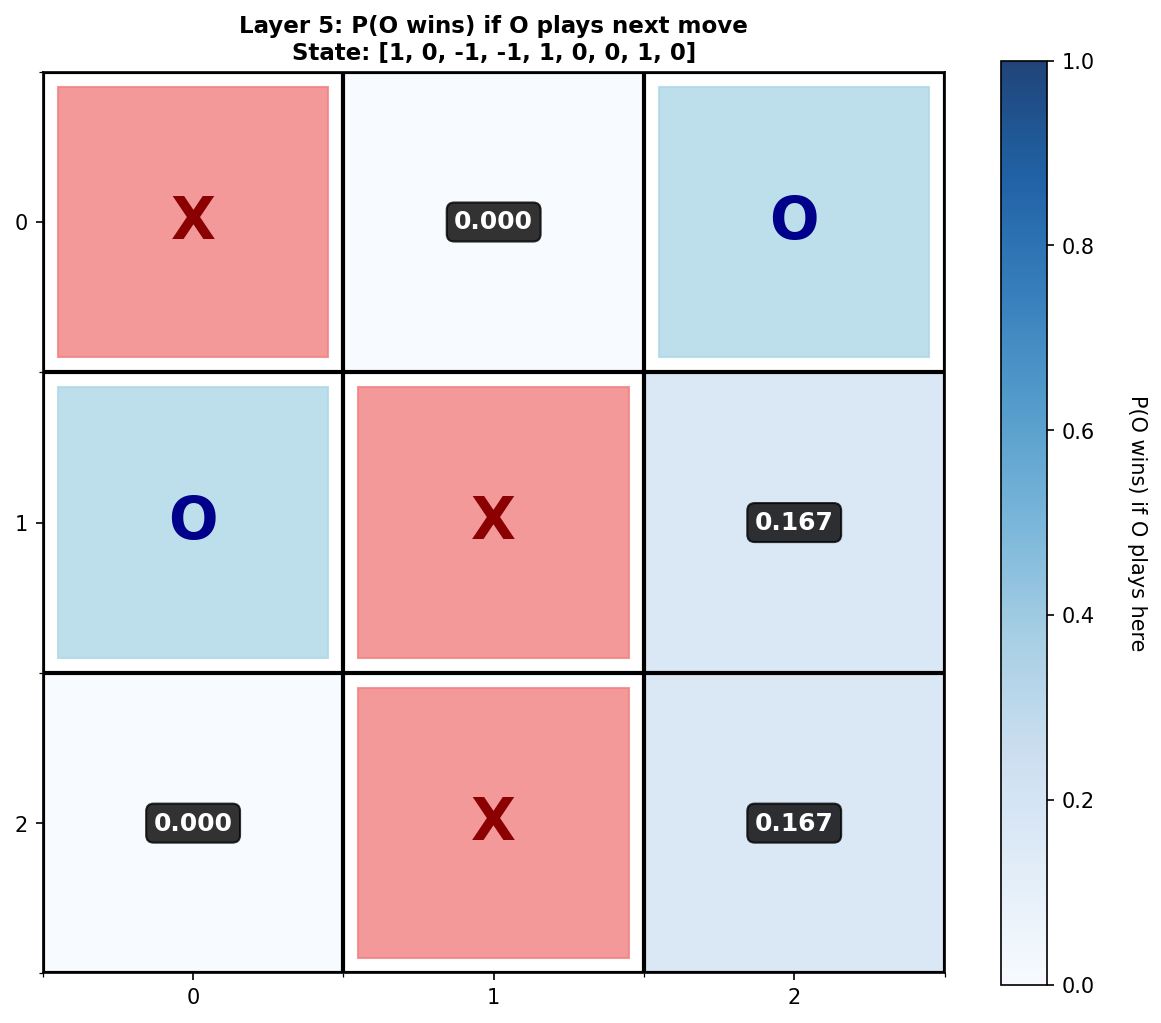 Layer 5: P(O wins) if O plays next move
State: [1, 0, -1, -1, 1, 0, 0, 1, 0]
0 X 0.000 O
1 O X 0.167
2 0.000 X 0.167
0 1 2
1.0
0.8
0.6
0.4
0.2
0.0
P(O wins) if O plays here